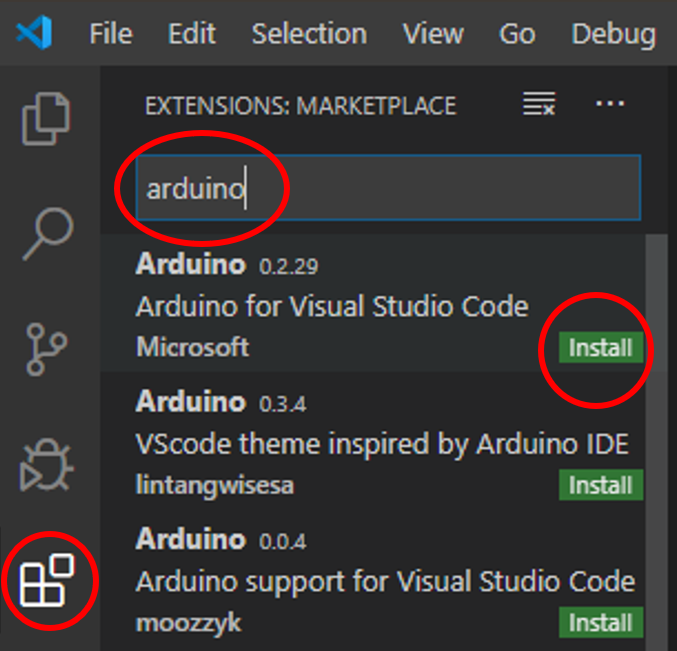 File Edit Selection View Go Debug
EXTENSIONS: MARKETPLACE
arduino
Arduino 0.2.29
Arduino for Visual Studio Code
Microsoft Install
Arduino 0.3.4
VScode theme inspired by Arduino IDE
lintangwisesa Install
Arduino 0.0.4
Arduino support for Visual Studio Code
moozzyk Install